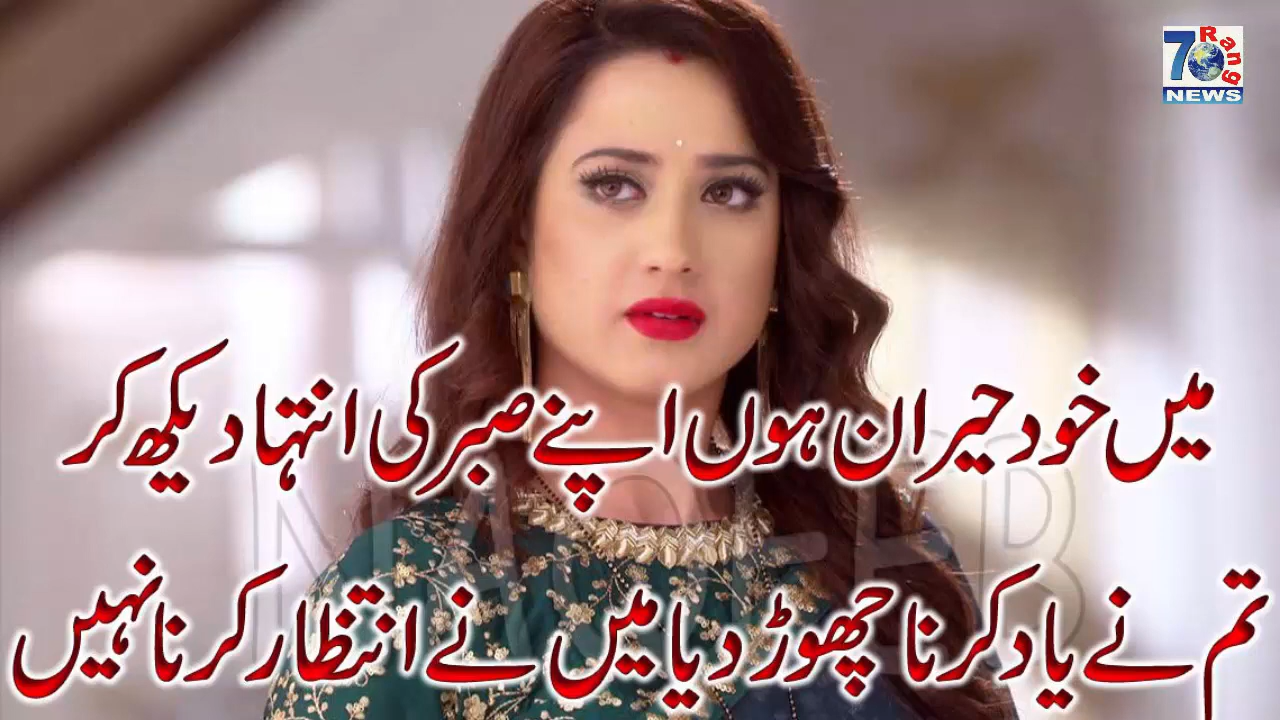 7 Rang
NEWS
میں خود حیران ہوں اپنے صبر کی انتہا دیکھ کر
تم نے یاد کرنا چھوڑ دیا میں نے انتظار کرنا نہیں